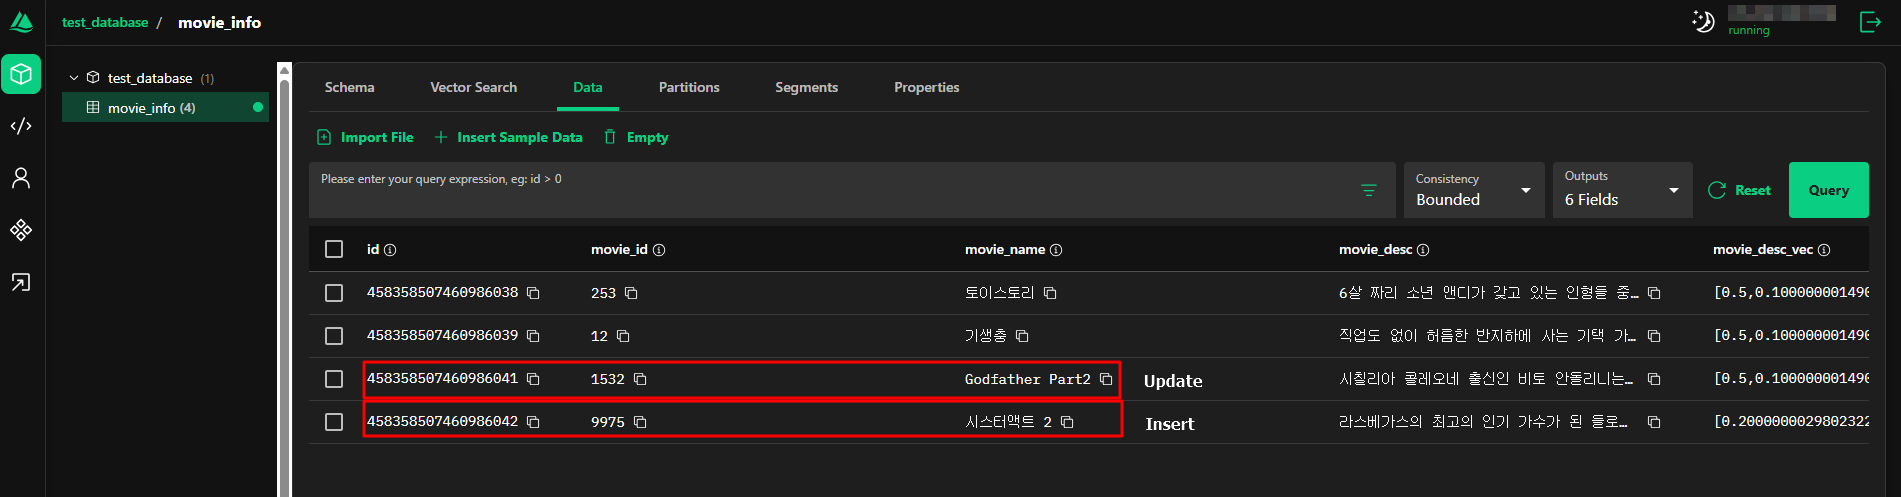 test_database / movie_info
running
test_database (1)
movie_info (4)
Schema Vector Search Data Partitions Segments Properties
Import File Insert Sample Data Empty
Please enter your query expression, eg: id > 0
Consistency
Bounded
Outputs
6 Fields
Reset
Query
id movie_id movie_name movie_desc movie_desc_vec
458358507460986038 253 토이스토리 6살 짜리 소년 앤디가 갖고 있는 인형들 중… [0.5,0.100000001490
458358507460986039 12 기생충 직업도 없이 허름한 반지하에 사는 기택 가… [0.5,0.100000001490
458358507460986041 1532 Godfather Part2 Update 시칠리아 콜레오네 출신인 비토 안돌리니는… [0.5,0.100000001490
458358507460986042 9975 시스터액트 2 Insert 라스베가스의 최고의 인기 가수가 된 들로… [0.2000000029802322